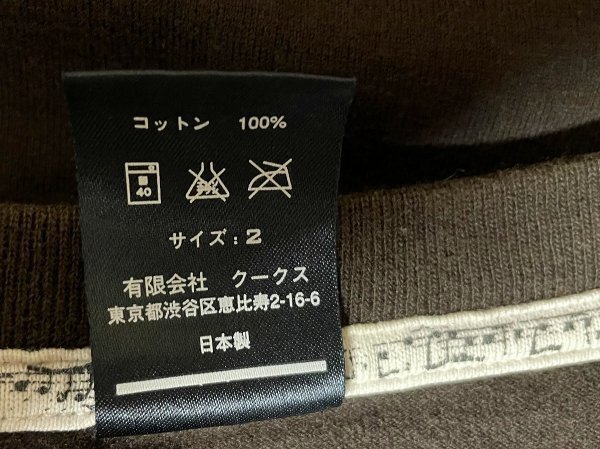 コットン 100%
40
サイズ：2
有限会社 クークス
東京都渋谷区恵比寿2-16-6
日本製